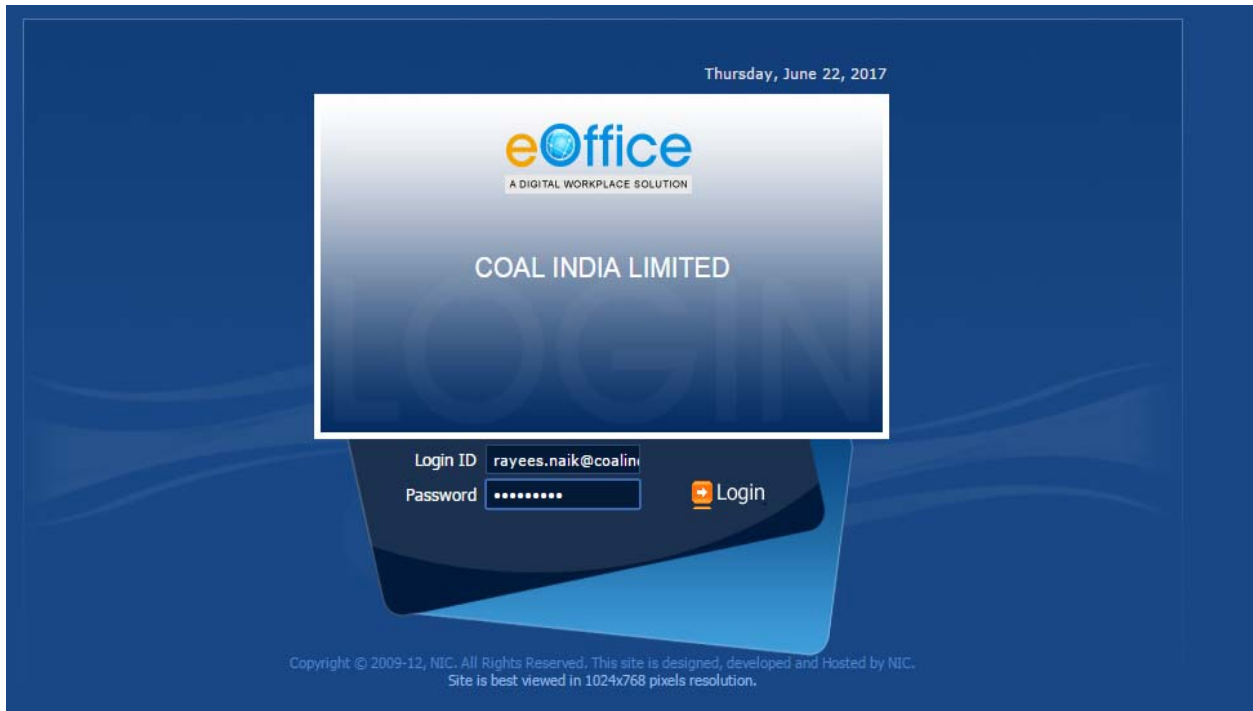 Thursday, June 22, 2017
eOffice
A DIGITAL WORKPLACE SOLUTION
COAL INDIA LIMITED
LOGIN
Login ID rayees.naik@coalin
Password •••••••••
Login
Copyright © 2009-12, NIC. All Rights Reserved. This site is designed, developed and Hosted by NIC.
Site is best viewed in 1024x768 pixels resolution.